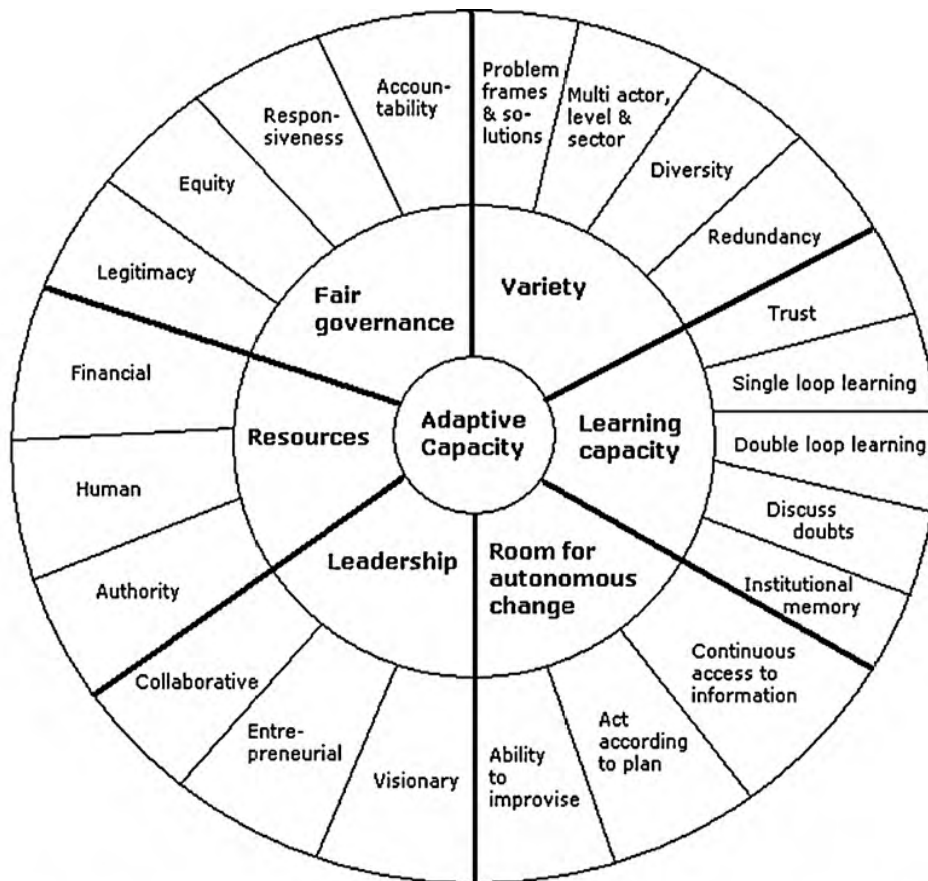 Adaptive
Capacity
Variety
Problem
frames
& so-
lutions
Multi actor,
level &
sector
Diversity
Redundancy
Learning
capacity
Trust
Single loop learning
Double loop learning
Discuss
doubts
Institutional
memory
Room for
autonomous
change
Continuous
access to
information
Act
according
to plan
Ability
to
improvise
Leadership
Visionary
Entre-
preneurial
Collaborative
Resources
Authority
Human
Financial
Fair
governance
Legitimacy
Equity
Respon-
siveness
Accoun-
tability